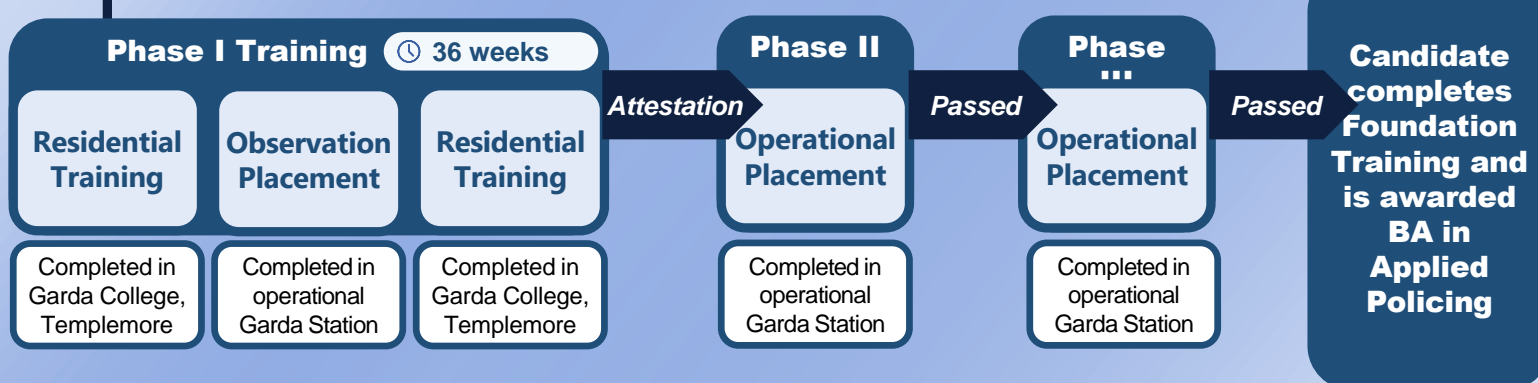 Phase I Training
36 weeks
Residential
Training
Observation
Placement
Residential
Training
Completed in
Garda College,
Templemore
Completed in
operational
Garda Station
Completed in
Garda College,
Templemore
Attestation
Phase II
Operational
Placement
Completed in
operational
Garda Station
Passed
Phase
...
Operational
Placement
Completed in
operational
Garda Station
Passed
Candidate
completes
Foundation
Training and
is awarded
BA in
Applied
Policing